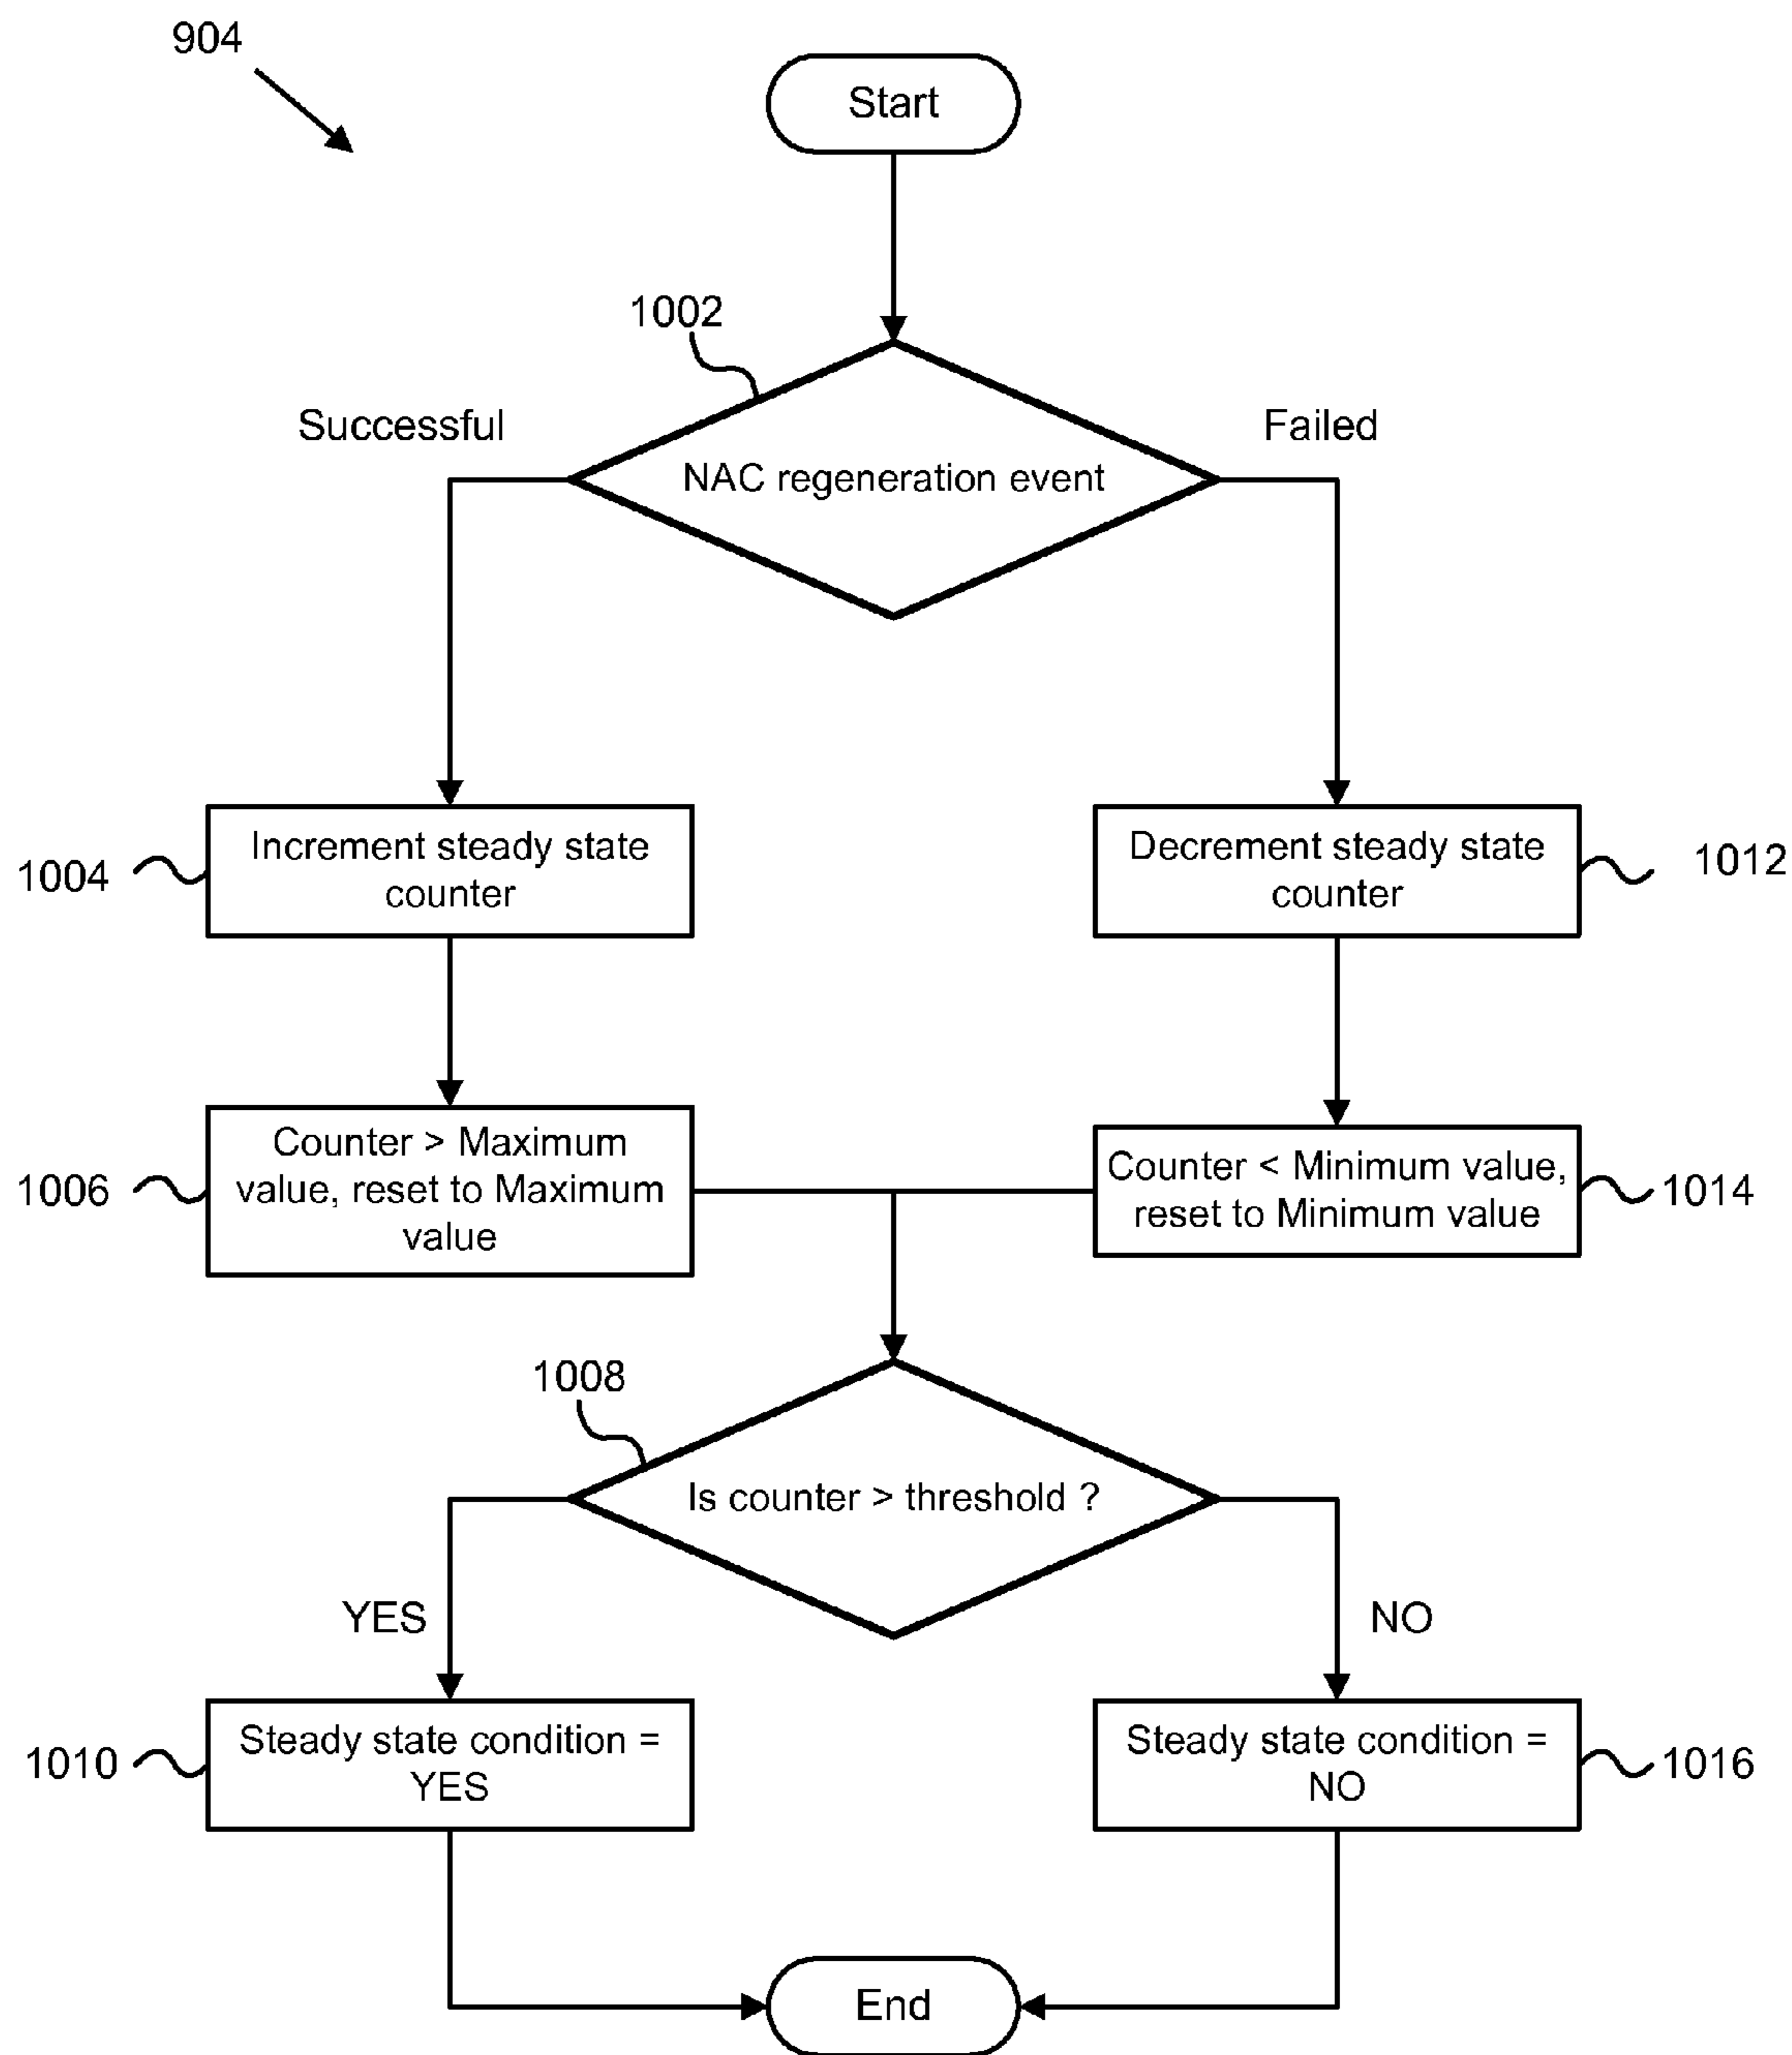 904
Start
1002
Successful
Failed
NAC regeneration event
1004
Increment steady state
counter
Decrement steady state
counter
1012
1006
Counter > Maximum
value, reset to Maximum
value
Counter < Minimum value,
reset to Minimum value
1014
1008
Is counter > threshold ?
YES
NO
1010
Steady state condition =
YES
Steady state condition =
NO
1016
End